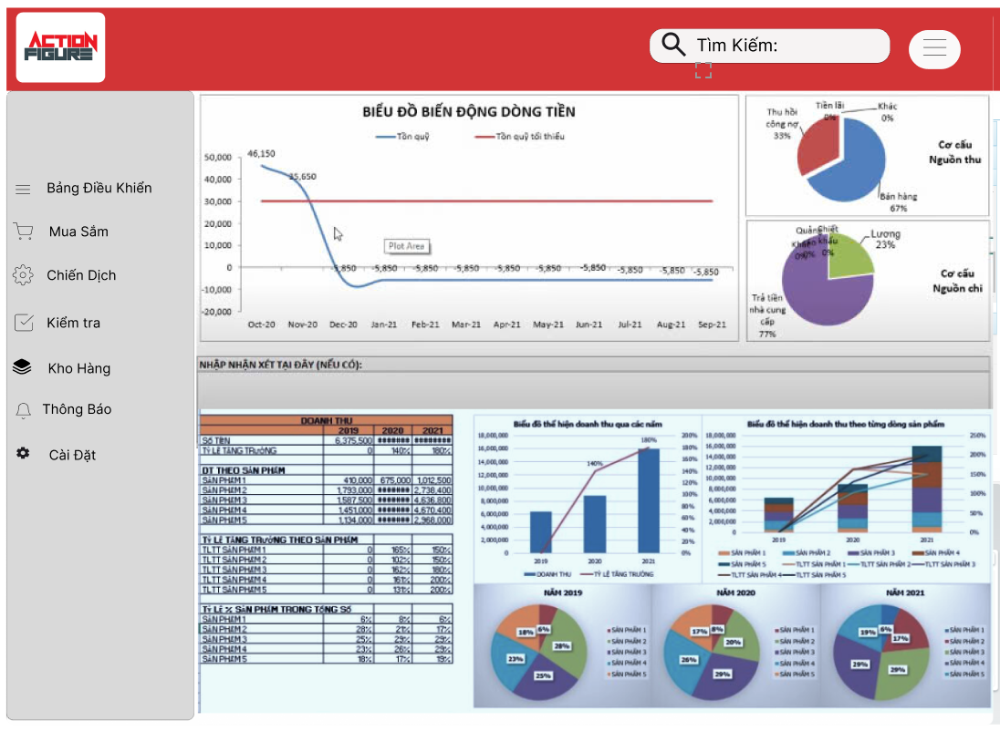 ACTION
FIGURE
Tìm Kiếm:
Bảng Điều Khiển
Mua Sắm
Chiến Dịch
Kiểm tra
Kho Hàng
Thông Báo
Cài Đặt
BIỂU ĐỒ BIẾN ĐỘNG DÒNG TIỀN
Tồn quỹ Tồn quỹ tối thiểu
46,150
35,650
50,000
40,000
30,000
20,000
10,000
0
-10,000
-20,000
Plot Area
-5,850 -5,850 -5,850 -5,850 -5,850 -5,850 -5,850 -5,850 -5,850 -5,850
Oct-20 Nov-20 Dec-20 Jan-21 Feb-21 Mar-21 Apr-21 May-21 Jun-21 Jul-21 Aug-21 Sep-21
Tiền lãi
0%
Khác
0%
Thu hồi
công nợ
33%
Bán hàng
67%
Cơ cấu
Nguồn thu
Lương
23%
Trả tiền
nhà cung
cấp
77%
Cơ cấu
Nguồn chi
NHẬP NHẬN XÉT TẠI ĐÂY (NẾU CÓ):
DOANH THU
2019 2020 2021
SỐ TIỀN 6,375,500 ####### ########
TỶ LỆ TĂNG TRƯỞNG 0 140% 180%
DT THEO SẢN PHẨM
SẢN PHẨM 1 410,000 675,000 1,012,500
SẢN PHẨM 2 1,793,000 ####### 2,738,400
SẢN PHẨM 3 1,587,500 ####### 4,636,800
SẢN PHẨM 4 1,451,000 ####### 4,670,400
SẢN PHẨM 5 1,134,000 ####### 2,968,000
TỶ LỆ TĂNG TRƯỞNG THEO SẢN PHẨM
TLTT SẢN PHẨM 1 0 165% 150%
TLTT SẢN PHẨM 2 0 102% 150%
TLTT SẢN PHẨM 3 0 162% 180%
TLTT SẢN PHẨM 4 0 161% 200%
TLTT SẢN PHẨM 5 0 131% 200%
TỶ LỆ % SẢN PHẨM TRONG TỔNG SỐ
SẢN PHẨM 1 6% 8% 6%
SẢN PHẨM 2 28% 21% 17%
SẢN PHẨM 3 25% 29% 29%
SẢN PHẨM 4 23% 26% 29%
SẢN PHẨM 5 18% 17% 19%
Biểu đồ thể hiện doanh thu qua các năm
18,000,000
16,000,000
14,000,000
12,000,000
10,000,000
8,000,000
6,000,000
4,000,000
2,000,000
0
140%
180%
200%
180%
160%
140%
120%
100%
80%
60%
40%
20%
0%
2019 2020 2021
DOANH THU TỶ LỆ TĂNG TRƯỞNG
Biểu đồ thể hiện doanh thu theo từng dòng sản phẩm
18,000,000
16,000,000
14,000,000
12,000,000
10,000,000
8,000,000
6,000,000
4,000,000
2,000,000
250%
200%
150%
100%
50%
0%
2019 2020 2021
SẢN PHẨM 1 SẢN PHẨM 2 SẢN PHẨM 3 SẢN PHẨM 4
SẢN PHẨM 5 TLTT SẢN PHẨM 1 TLTT SẢN PHẨM 2 TLTT SẢN PHẨM 3
TLTT SẢN PHẨM 4 TLTT SẢN PHẨM 5
NĂM 2019
18% 6%
28%
23%
25%
SẢN PHẨM 1
SẢN PHẨM 2
SẢN PHẨM 3
SẢN PHẨM 4
SẢN PHẨM 5
NĂM 2020
17% 8%
20%
26%
29%
SẢN PHẨM 1
SẢN PHẨM 2
SẢN PHẨM 3
SẢN PHẨM 4
SẢN PHẨM 5
NĂM 2021
19% 6%
17%
29%
29%
SẢN PHẨM 1
SẢN PHẨM 2
SẢN PHẨM 3
SẢN PHẨM 4
SẢN PHẨM 5